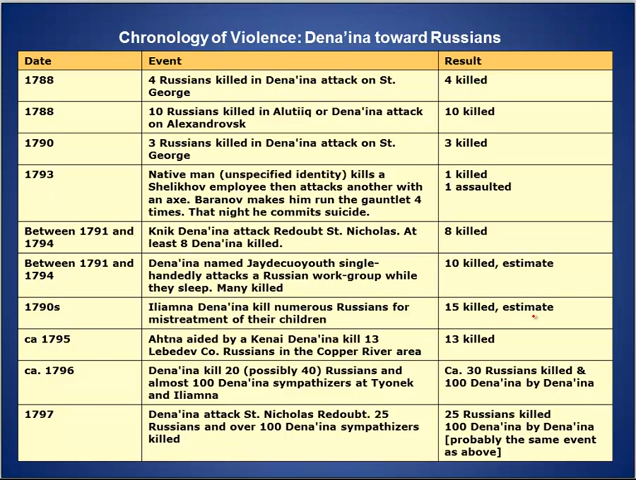 Chronology of Violence: Dena'ina toward Russians
Date Event Result
1788 4 Russians killed in Dena'ina attack on St. 4 killed
George
1788 10 Russians killed in Alutiiq or Dena'ina attack 10 killed
on Alexandrovsk
1790 3 Russians killed in Dena'ina attack on St. 3 killed
George
1793 Native man (unspecified identity) kills a 1 killed
Shelikhov employee then attacks another with 1 assaulted
an axe. Baranov makes him run the gauntlet 4
times. That night he commits suicide.
Between 1791 and Knik Dena'ina attack Redoubt St. Nicholas. At 8 killed
1794 least 8 Dena'ina killed.
Between 1791 and Dena'ina named Jaydecuoyouth single- 10 killed, estimate
1794 handedly attacks a Russian work-group while
they sleep. Many killed
1790s Iliamna Dena'ina kill numerous Russians for 15 killed, estimate
mistreatment of their children
ca 1795 Ahtna aided by a Kenai Dena'ina kill 13 13 killed
Lebedev Co. Russians in the Copper River area
ca. 1796 Dena'ina kill 20 (possibly 40) Russians and Ca. 30 Russians killed &
almost 100 Dena'ina sympathizers at Tyonek 100 Dena'ina by Dena'ina
and Iliamna
1797 Dena'ina attack St. Nicholas Redoubt. 25 25 Russians killed
Russians and over 100 Dena'ina sympathizers 100 Dena'ina by Dena'ina
killed [probably the same event
as above]